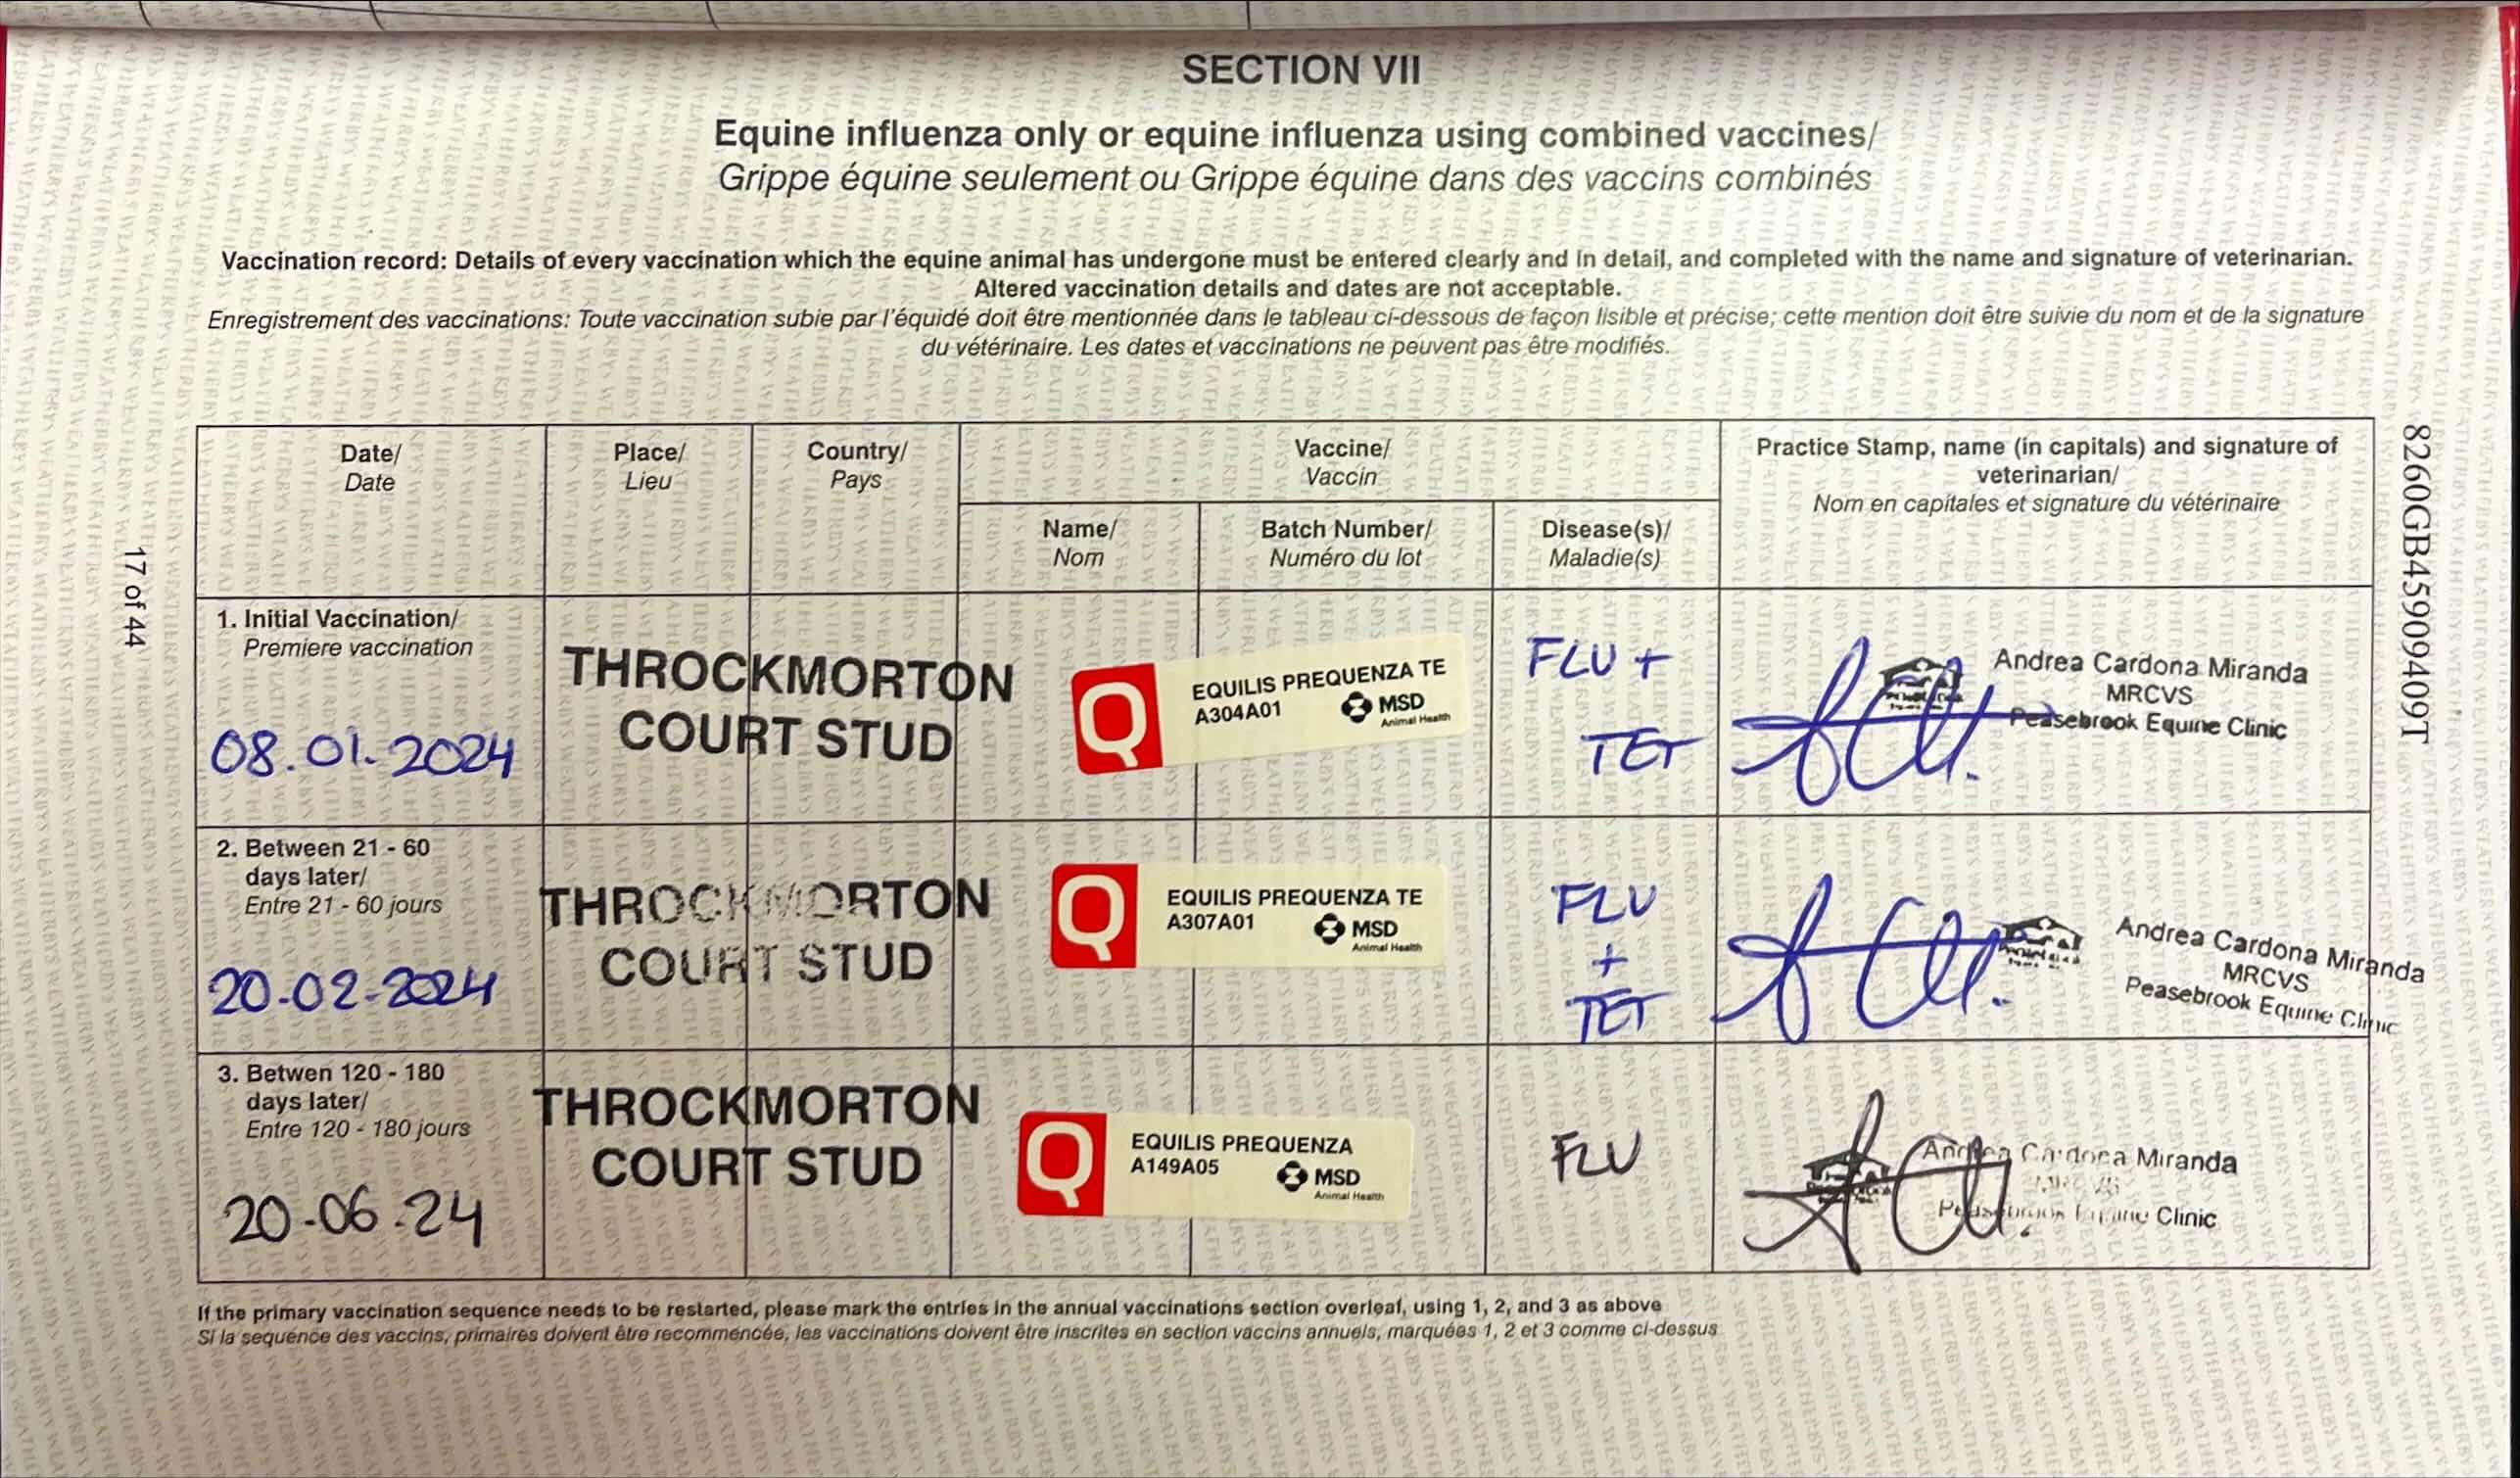 SECTION VII
Equine influenza only or equine influenza using combined vaccines/
Grippe équine seulement ou Grippe équine dans des vaccins combinés
Vaccination record: Details of every vaccination which the equine animal has undergone must be entered clearly and in detail, and completed with the name and signature of veterinarian.
Altered vaccination details and dates are not acceptable.
Enregistrement des vaccinations: Toute vaccination subie par l'équidé doit être mentionnée dans le tableau ci-dessous de façon lisible et précise; cette mention doit être suivie du nom et de la signature
du vétérinaire. Les dates et vaccinations ne peuvent pas être modifiés.
Date/
Date
Place/
Lieu
Country/
Pays
Vaccine/
Vaccin
Name/
Nom
Batch Number/
Numéro du lot
Disease(s)/
Maladie(s)
Practice Stamp, name (in capitals) and signature of
veterinarian/
Nom en capitales et signature du vétérinaire
1. Initial Vaccination/
Premiere vaccination
08.01.2024
THROCKMORTON
COURT STUD
Q
EQUILIS PREQUENZA TE
A304A01
MSD
Animal Health
FLU +
TET
Andrea Cardona Miranda
MRCVS
Peasebrook Equine Clinic
2. Between 21 - 60
days later/
Entre 21 - 60 jours
20-02-2024
THROCKMORTON
COURT STUD
Q
EQUILIS PREQUENZA TE
A307A01
MSD
Animal Health
FLU
+
TET
Andrea Cardona Miranda
MRCVS
Peasebrook Equine Clinic
3. Betwen 120 - 180
days later/
Entre 120 - 180 jours
20-06-24
THROCKMORTON
COURT STUD
Q
EQUILIS PREQUENZA
A149A05
MSD
Animal Health
FLU
Andrea Cardona Miranda
MRCVS
Peasebrook Equine Clinic
If the primary vaccination sequence needs to be restarted, please mark the entries in the annual vaccinations section overleaf, using 1, 2, and 3 as above
Si la sequence des vaccins, primaires doivent être recommencée, les vaccinations doivent être inscrites en section vaccins annuels, marquées 1, 2 et 3 comme ci-dessus
17 of 44
8260GB45909409T